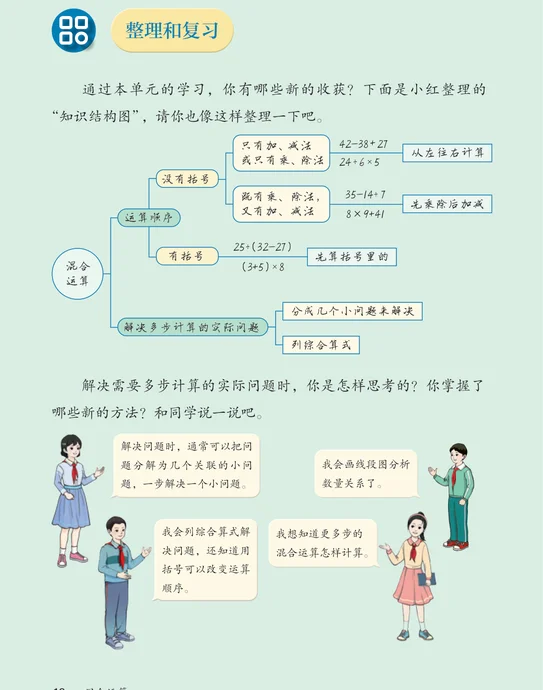 整理和复习
通过本单元的学习，你有哪些新的收获？下面是小红整理的
“知识结构图”，请你也像这样整理一下吧。
混合
运算
运算顺序
没有括号
只有加、减法
或只有乘、除法
42−38+27
24÷6×5
从左往右计算
既有乘、除法，
又有加、减法
35−14÷7
8×9+41
先乘除后加减
有括号
25÷(32−27)
(3+5)×8
先算括号里的
解决多步计算的实际问题
分成几个小问题来解决
列综合算式
解决需要多步计算的实际问题时，你是怎样思考的？你掌握了
哪些新的方法？和同学说一说吧。
解决问题时，通常可以把问
题分解为几个关联的小问
题，一步解决一个小问题。
我会画线段图分析
数量关系了。
我会列综合算式解
决问题，还知道用
括号可以改变运算
顺序。
我想知道更多步的
混合运算怎样计算。